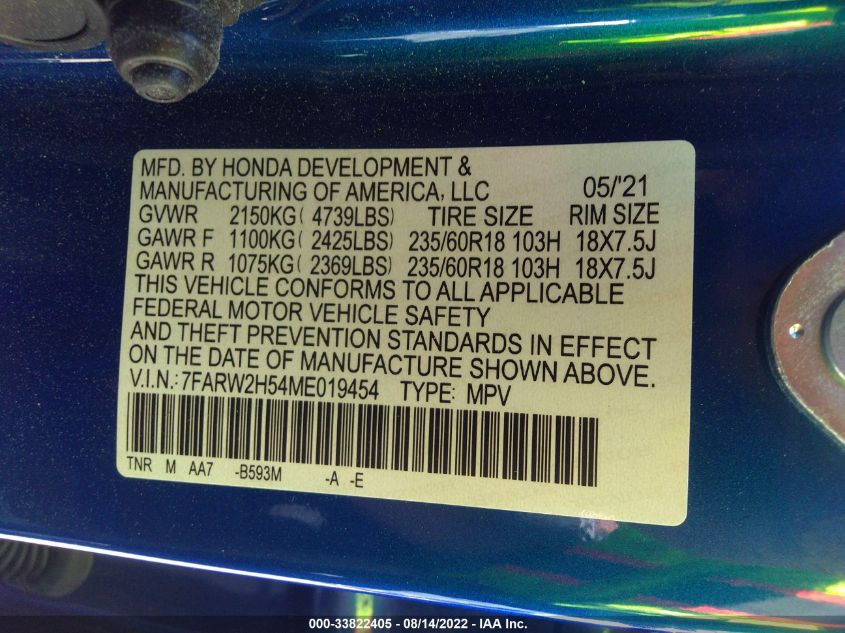 MFD. BY HONDA DEVELOPMENT &
MANUFACTURING OF AMERICA, LLC 05/'21
GVWR 2150KG( 4739LBS) TIRE SIZE RIM SIZE
GAWR F 1100KG( 2425LBS) 235/60R18 103H 18X7.5J
GAWR R 1075KG( 2369LBS) 235/60R18 103H 18X7.5J
THIS VEHICLE CONFORMS TO ALL APPLICABLE
FEDERAL MOTOR VEHICLE SAFETY
AND THEFT PREVENTION STANDARDS IN EFFECT
ON THE DATE OF MANUFACTURE SHOWN ABOVE.
V.I.N.:7FARW2H54ME019454 TYPE: MPV
TNR M AA7 -B593M -A -E
000-33822405 - 08/14/2022 - IAA Inc.